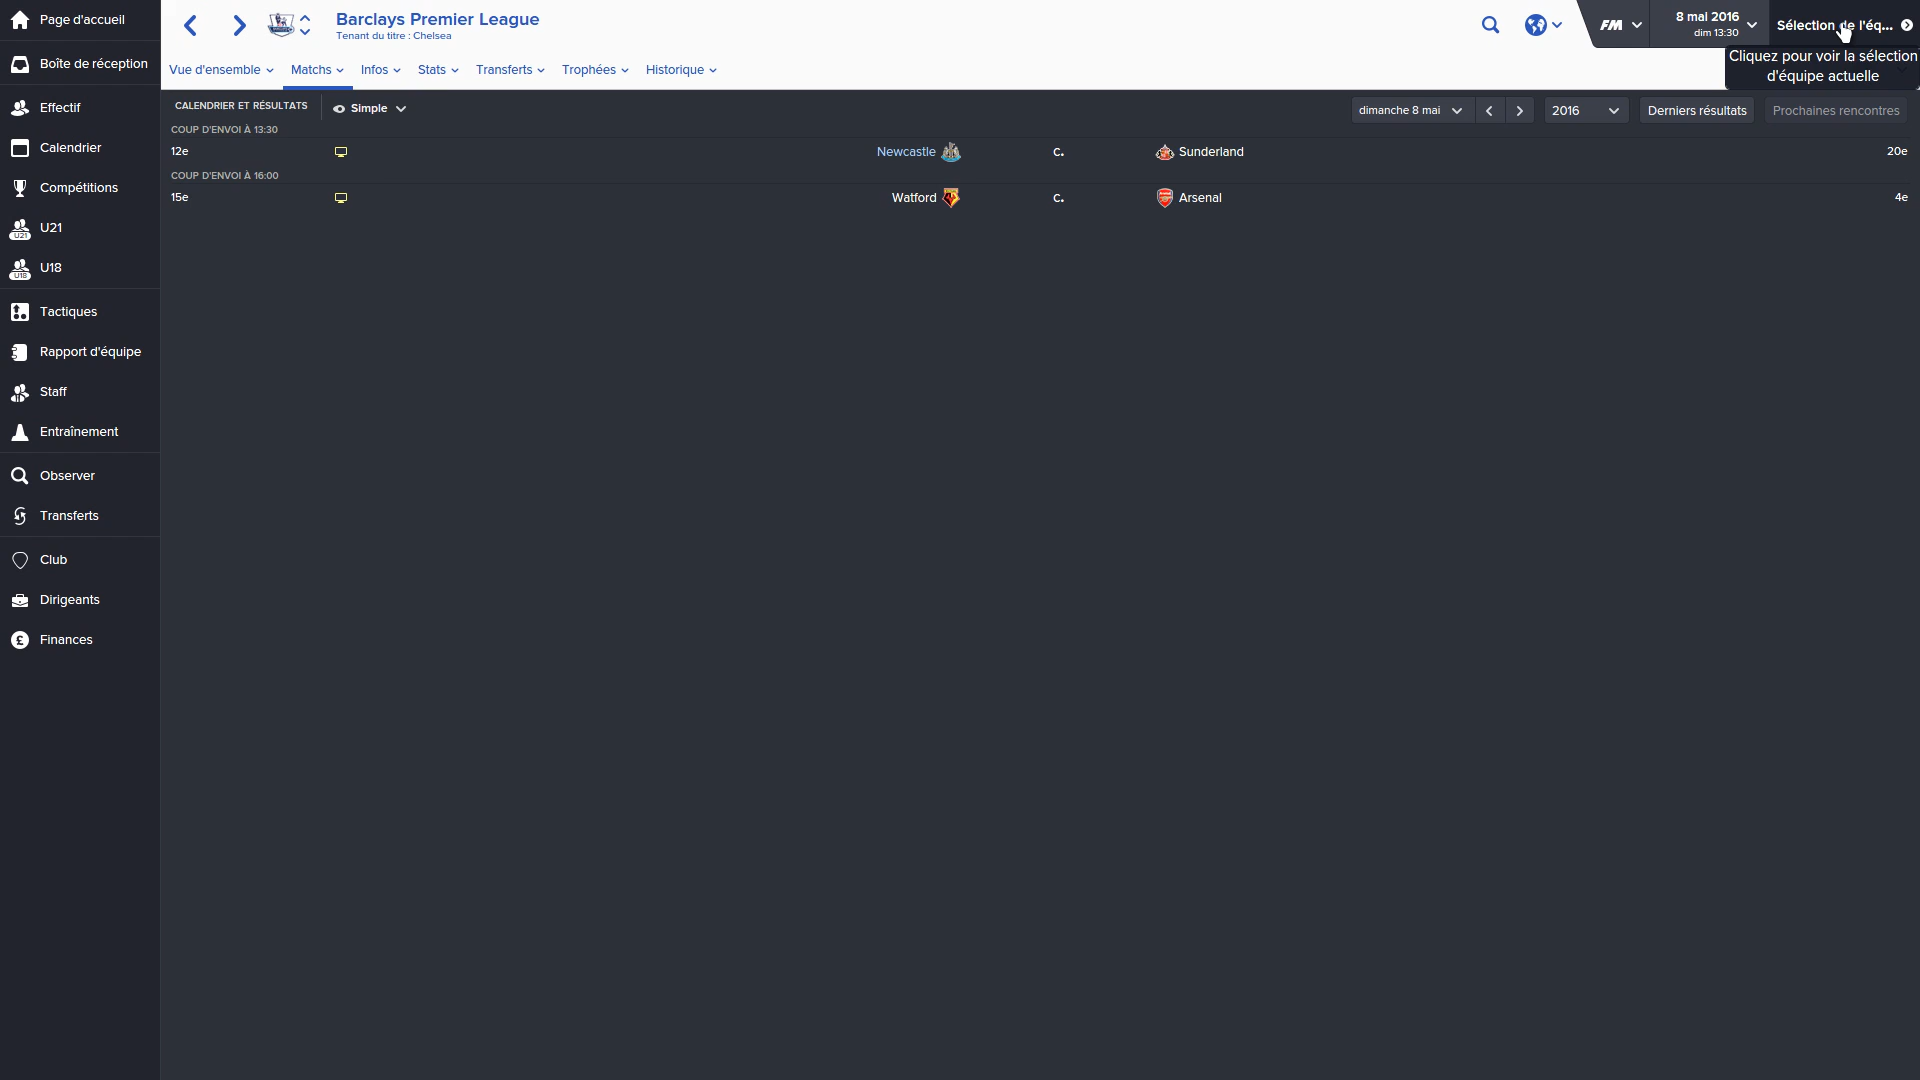 Page d'accueil
Boîte de réception
Effectif
Calendrier
Compétitions
U21
U21
U18
U18
Tactiques
Rapport d'équipe
Staff
Entraînement
Observer
Transferts
Club
Dirigeants
Finances
Barclays Premier League
Tenant du titre : Chelsea
FM
8 mai 2016
dim 13:30
Sélection de l'éq...
Cliquez pour voir la sélection
d'équipe actuelle
Vue d'ensemble Matchs Infos Stats Transferts Trophées Historique
CALENDRIER ET RÉSULTATS Simple dimanche 8 mai 2016 Derniers résultats Prochaines rencontres
COUP D'ENVOI À 13:30
12e Newcastle c. Sunderland 20e
COUP D'ENVOI À 16:00
15e Watford c. Arsenal 4e